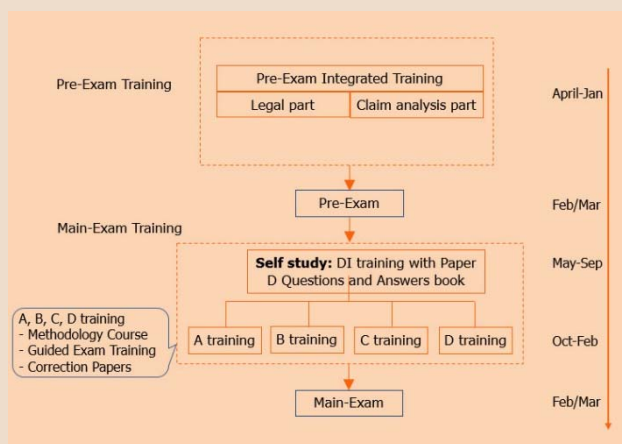 Pre-Exam Training
Pre-Exam Integrated Training
Legal part
Claim analysis part
April-Jan
Pre-Exam
Feb/Mar
Main-Exam Training
Self study: DI training with Paper
D Questions and Answers book
May-Sep
A, B, C, D training
- Methodology Course
- Guided Exam Training
- Correction Papers
A training
B training
C training
D training
Oct-Feb
Main-Exam
Feb/Mar